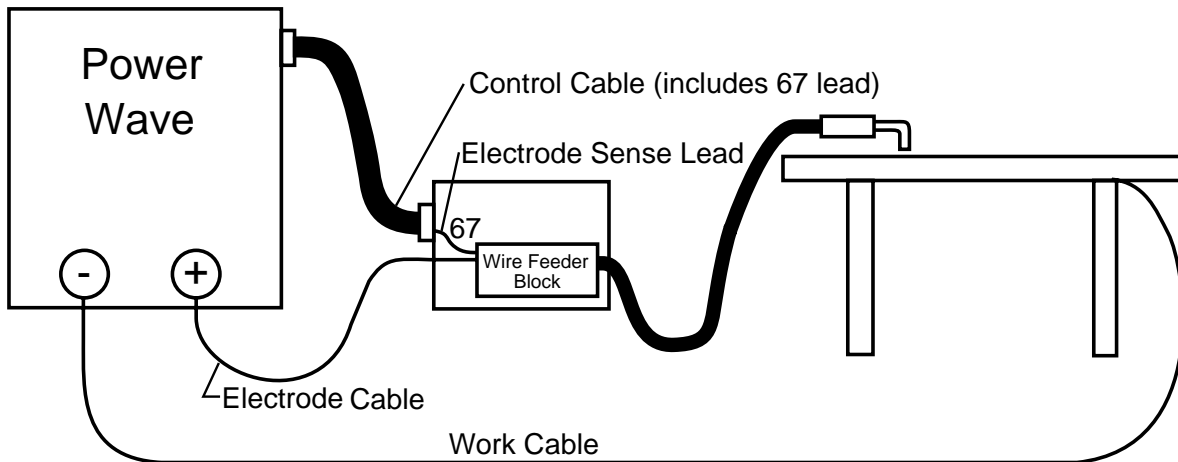 Power
Wave
Control Cable (includes 67 lead)
Electrode Sense Lead
67
Wire Feeder
Block
- +
Electrode Cable
Work Cable